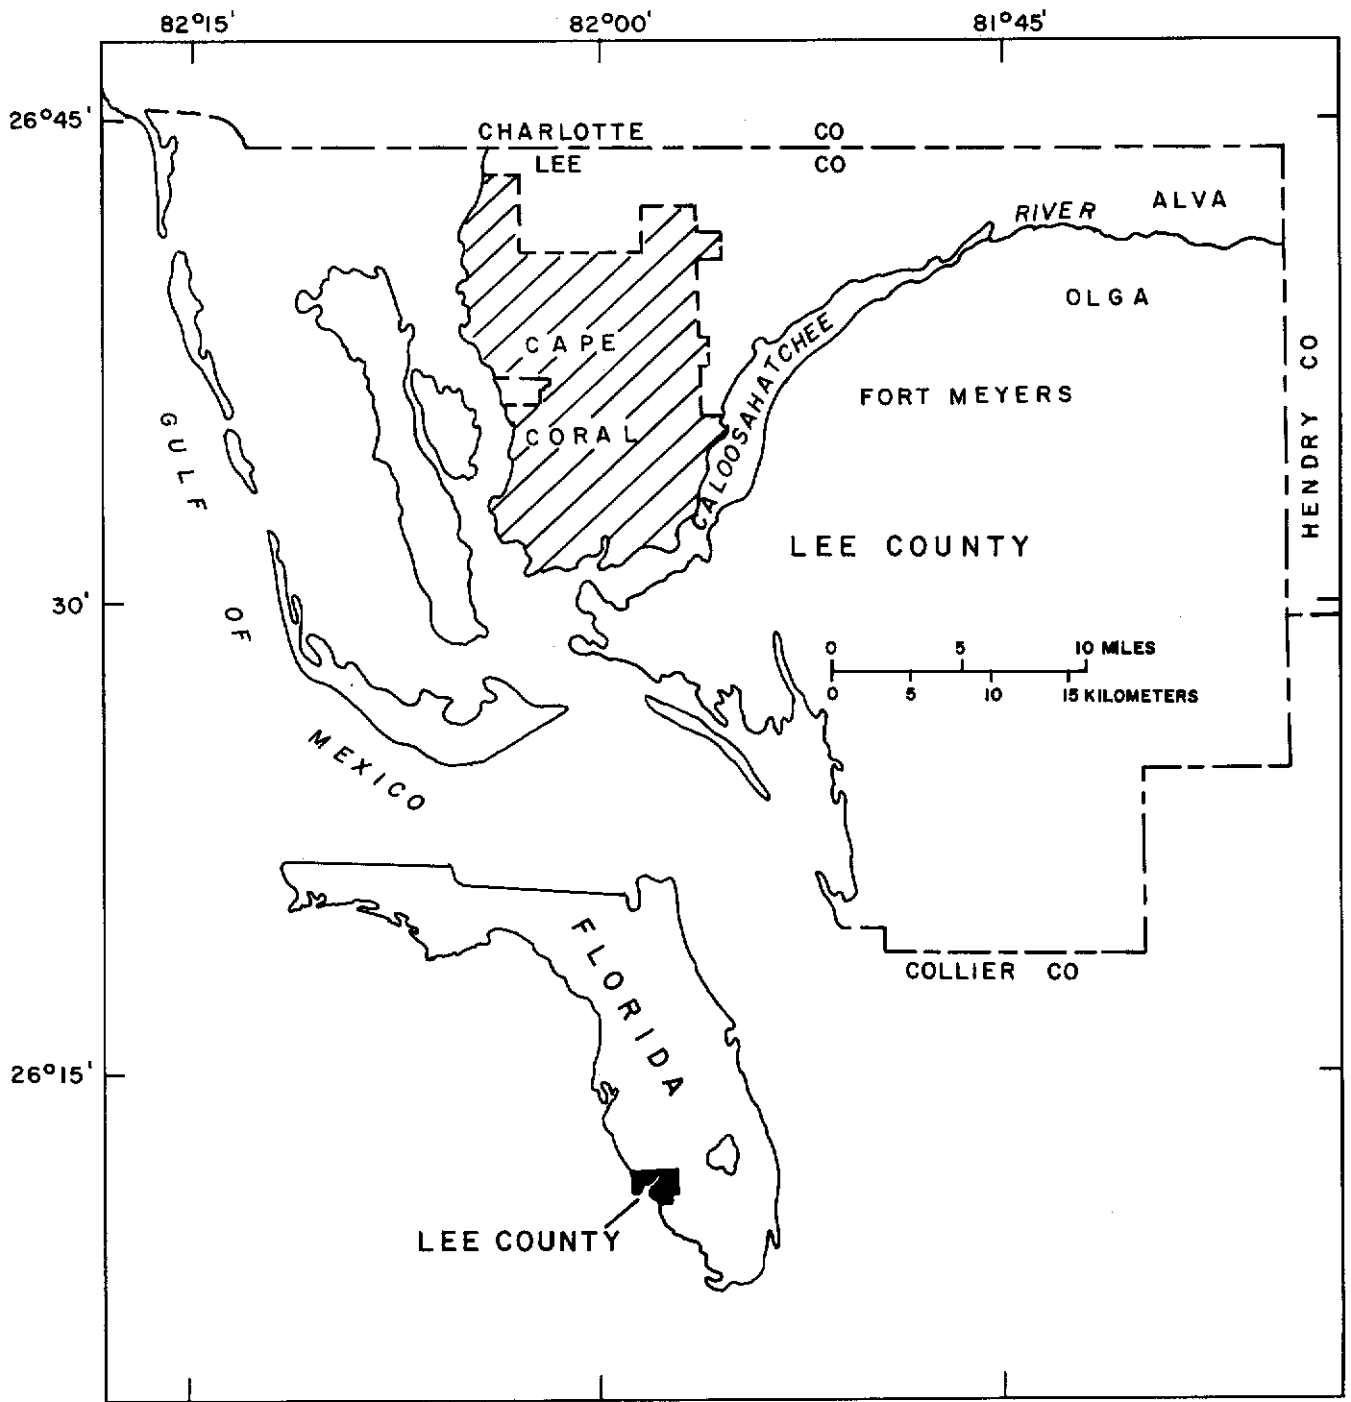 82°15' 82°00' 81°45'
26°45'
CHARLOTTE CO
LEE CO
ALVA
RIVER
OLGA
CAPE
CALOOSAHATCHEE
HENDRY CO
FORT MEYERS
GULF
CORAL
LEE COUNTY
30'
OF
0 5 10 MILES
0 5 10 15 KILOMETERS
MEXICO
FLORIDA
COLLIER CO
26°15'
LEE COUNTY